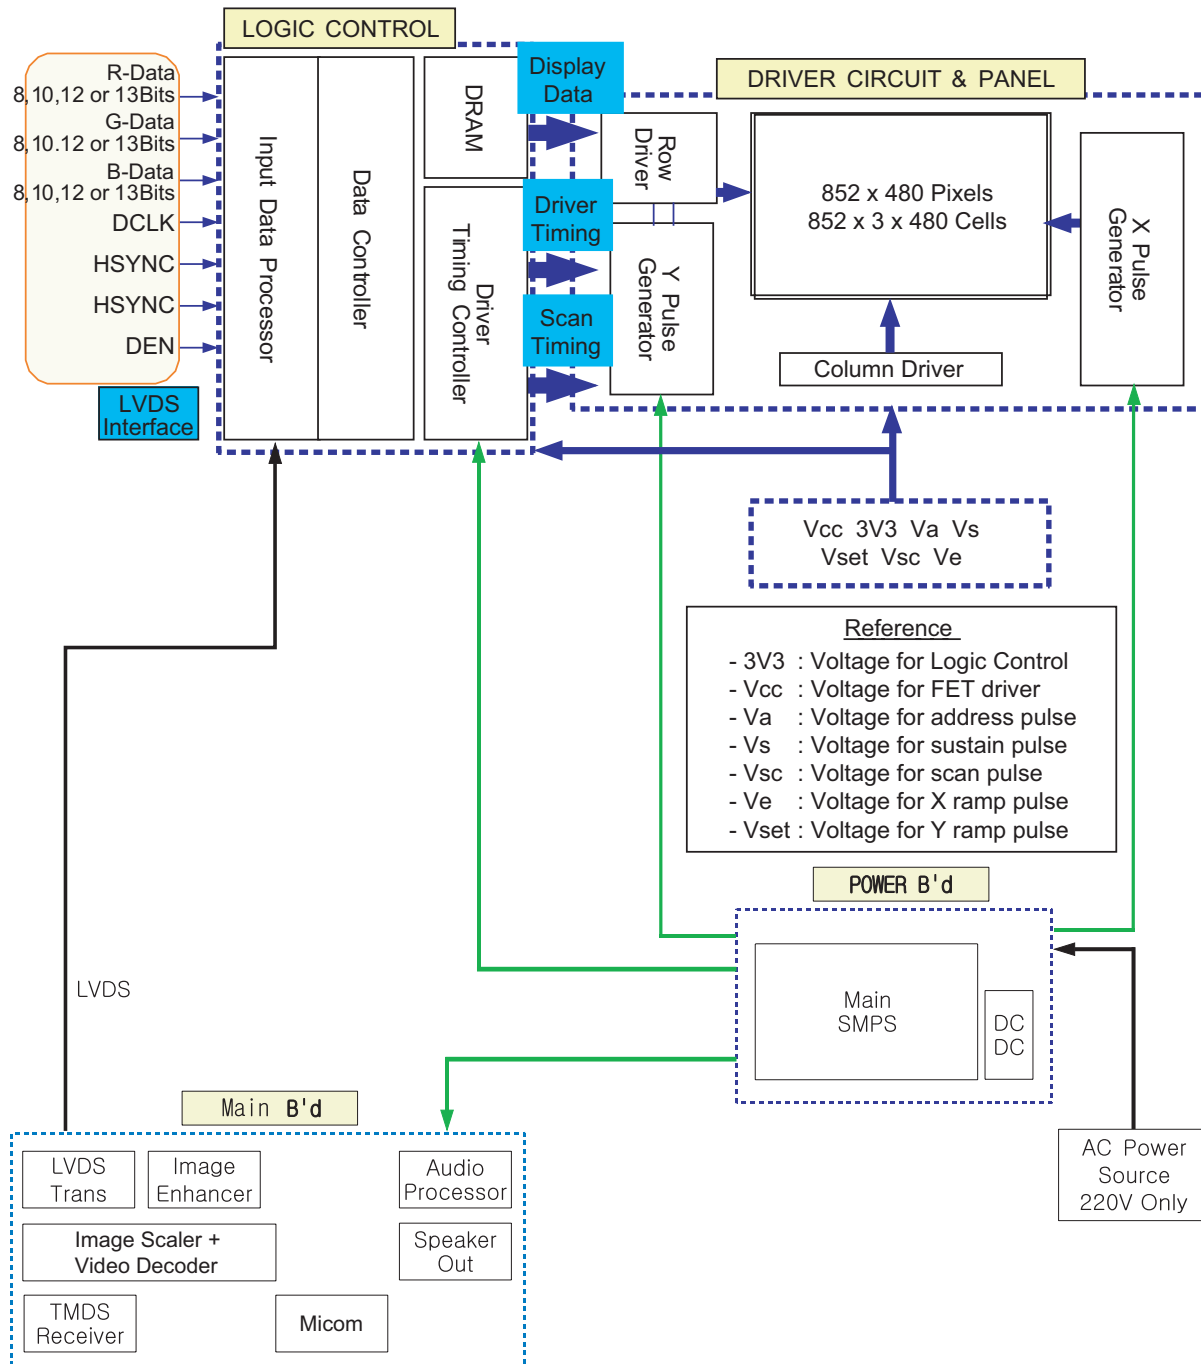 LOGIC CONTROL
R-Data
8,10,12 or 13Bits
G-Data
8,10.12 or 13Bits
B-Data
8,10,12 or 13Bits
DCLK
HSYNC
HSYNC
DEN
LVDS
Interface
Input Data Processor
Data Controller
DRAM
Driver
Timing Controller
Display
Data
Driver
Timing
Scan
Timing
DRIVER CIRCUIT & PANEL
Row
Driver
Y Pulse
Generator
852 x 480 Pixels
852 x 3 x 480 Cells
Column Driver
X Pulse
Generator
Vcc 3V3 Va Vs
Vset Vsc Ve
Reference
- 3V3 : Voltage for Logic Control
- Vcc : Voltage for FET driver
- Va : Voltage for address pulse
- Vs : Voltage for sustain pulse
- Vsc : Voltage for scan pulse
- Ve : Voltage for X ramp pulse
- Vset : Voltage for Y ramp pulse
POWER B'd
Main
SMPS
DC
DC
LVDS
Main B'd
LVDS
Trans
Image
Enhancer
Audio
Processor
Image Scaler +
Video Decoder
Speaker
Out
TMDS
Receiver
Micom
AC Power
Source
220V Only